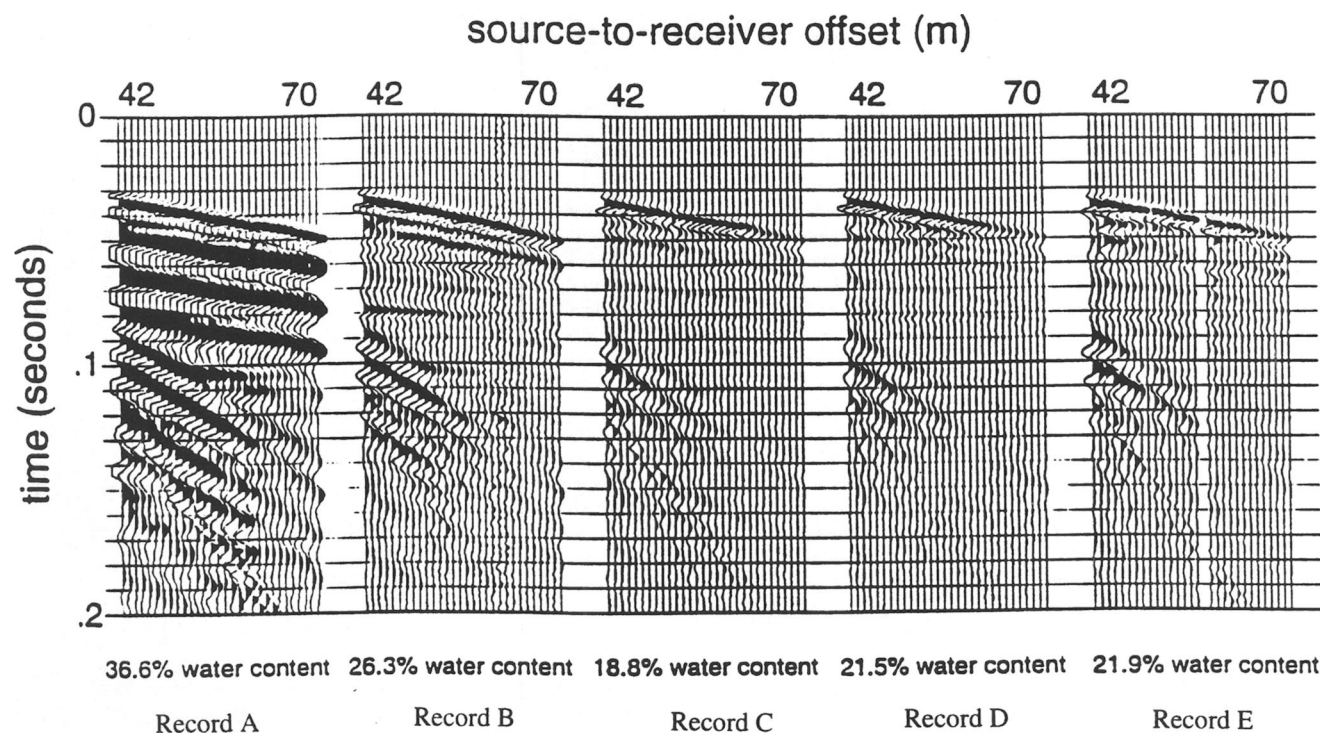 source-to-receiver offset (m)
42 70 42 70 42 70 42 70 42 70
0
.1
.2
time (seconds)
36.6% water content 26.3% water content 18.8% water content 21.5% water content 21.9% water content
Record A Record B Record C Record D Record E